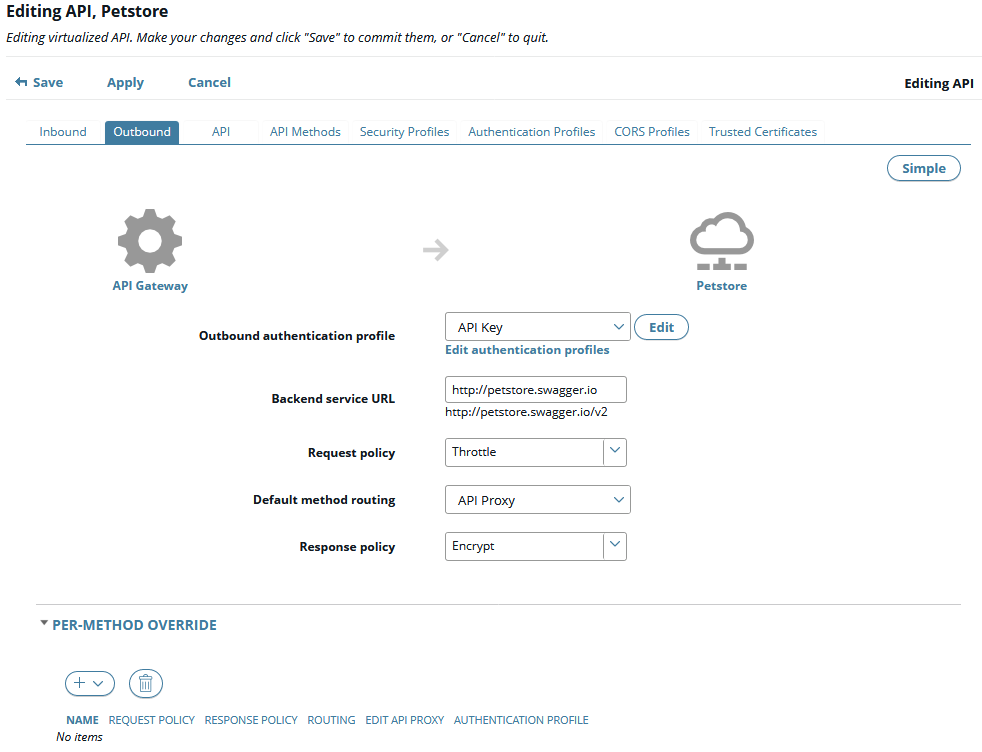 Editing API, Petstore
Editing virtualized API. Make your changes and click "Save" to commit them, or "Cancel" to quit.
Save Apply Cancel Editing API
Inbound Outbound API API Methods Security Profiles Authentication Profiles CORS Profiles Trusted Certificates
Simple
API Gateway Petstore
Outbound authentication profile API Key Edit
Edit authentication profiles
Backend service URL http://petstore.swagger.io
http://petstore.swagger.io/v2
Request policy Throttle
Default method routing API Proxy
Response policy Encrypt
PER-METHOD OVERRIDE
NAME REQUEST POLICY RESPONSE POLICY ROUTING EDIT API PROXY AUTHENTICATION PROFILE
No items